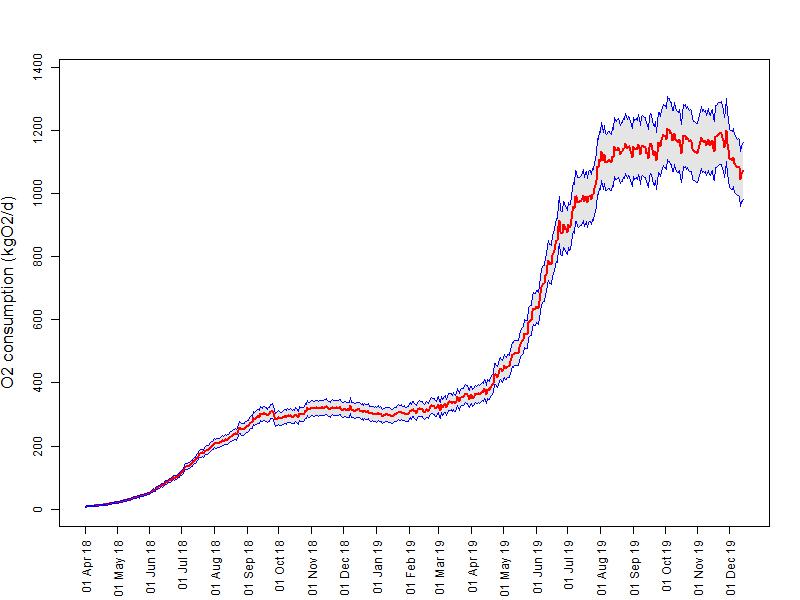 O2 consumption (kgO2/d)
1400
1200
1000
800
600
400
200
0
01 Apr 18
01 May 18
01 Jun 18
01 Jul 18
01 Aug 18
01 Sep 18
01 Oct 18
01 Nov 18
01 Dec 18
01 Jan 19
01 Feb 19
01 Mar 19
01 Apr 19
01 May 19
01 Jun 19
01 Jul 19
01 Aug 19
01 Sep 19
01 Oct 19
01 Nov 19
01 Dec 19